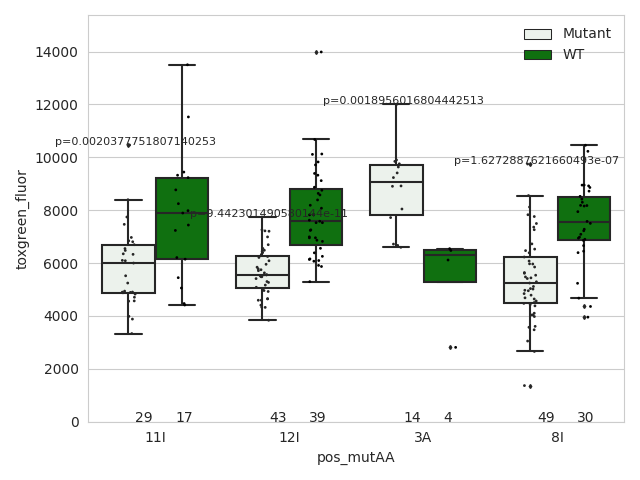 Mutant
WT
14000
12000
10000
8000
6000
4000
2000
0
toxgreen_fluor
p=0.0020377751807140253
p=9.442301490580144e-11
p=0.0018956016804442513
p=1.6272887621660493e-07
29 17 43 39 14 4 49 30
11I 12I 3A 8I
pos_mutAA